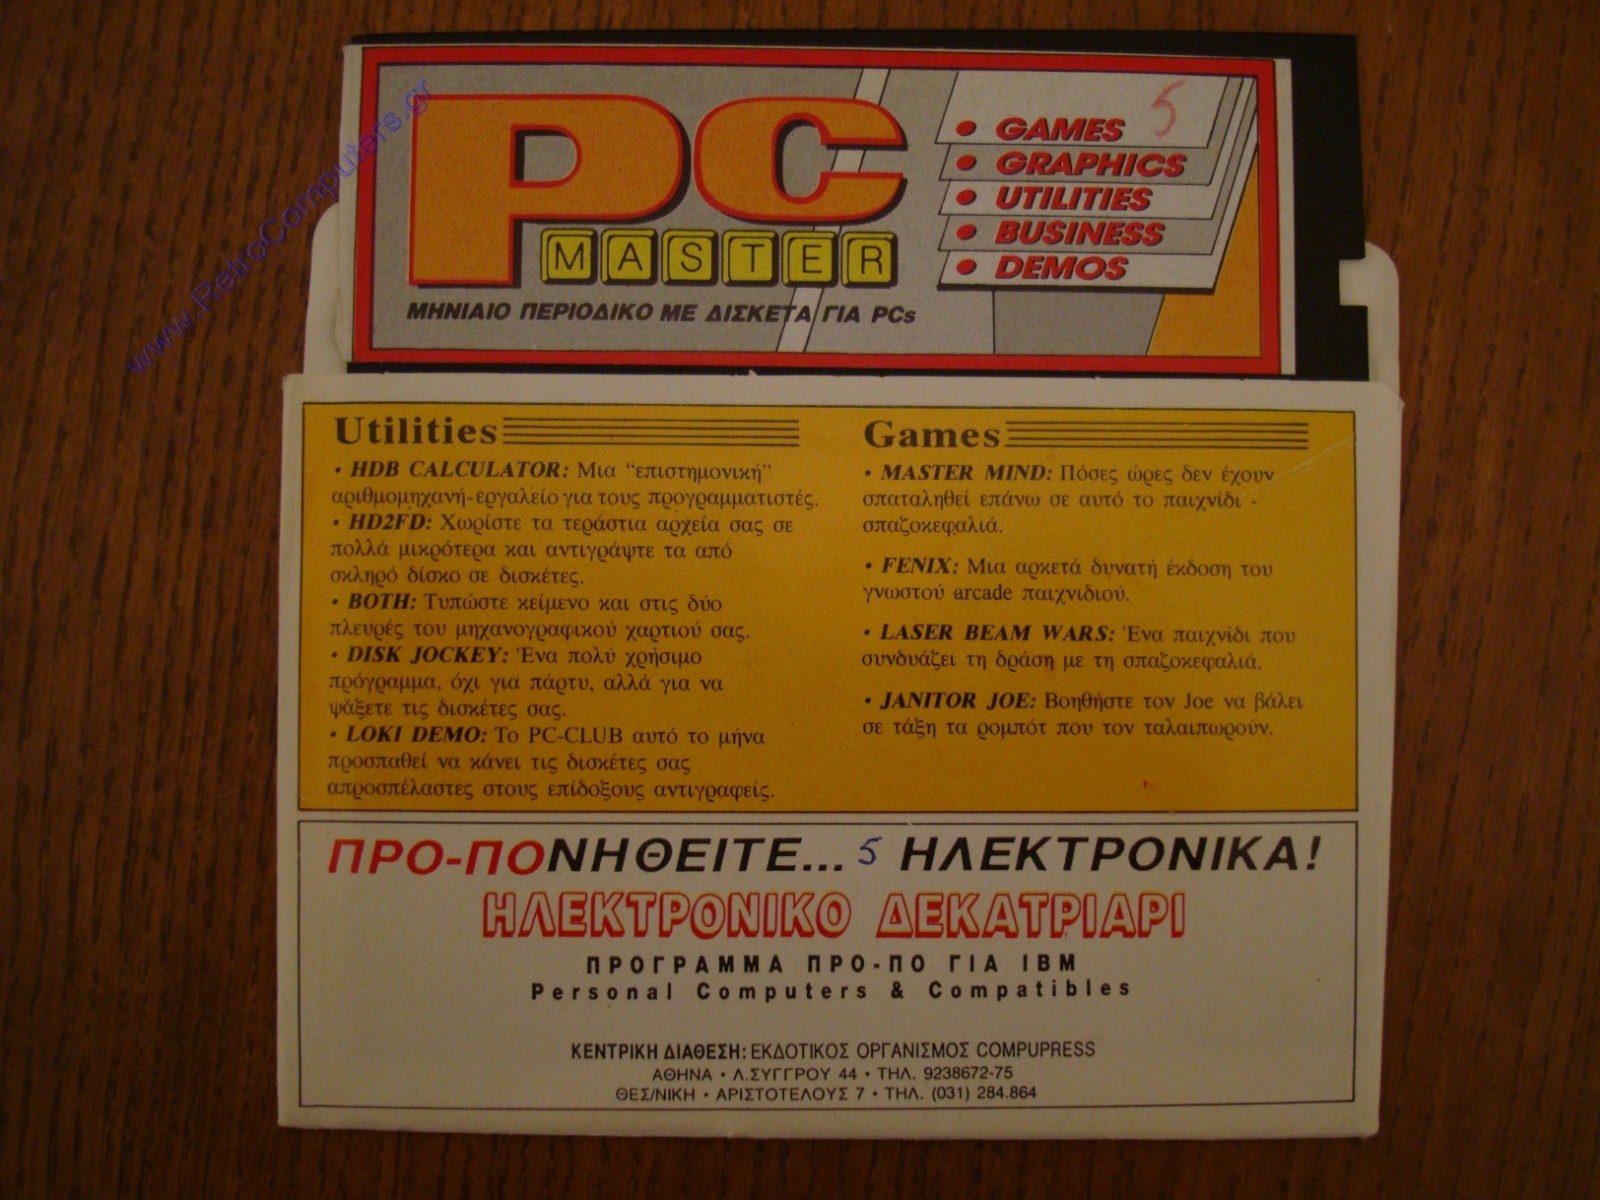 www.RetroComputers.gr
PC
MASTER
ΜΗΝΙΑΙΟ ΠΕΡΙΟΔΙΚΟ ΜΕ ΔΙΣΚΕΤΑ ΓΙΑ PCs
5
• GAMES
• GRAPHICS
• UTILITIES
• BUSINESS
• DEMOS
Utilities
• HDB CALCULATOR: Μια “επιστημονική”
αριθμομηχανή-εργαλείο για τους προγραμματιστές.
• HD2FD: Χωρίστε τα τεράστια αρχεία σας σε
πολλά μικρότερα και αντιγράψτε τα από
σκληρό δίσκο σε δισκέτες.
• BOTH: Τυπώστε κείμενο και στις δύο
πλευρές του μηχανογραφικού χαρτιού σας.
• DISK JOCKEY: Ένα πολύ χρήσιμο
πρόγραμμα, όχι για πάρτυ, αλλά για να
ψάξετε τις δισκέτες σας.
• LOKI DEMO: Το PC-CLUB αυτό το μήνα
προσπαθεί να κάνει τις δισκέτες σας
απροσπέλαστες στους επίδοξους αντιγραφείς.
Games
• MASTER MIND: Πόσες ώρες δεν έχουν
σπαταληθεί επάνω σε αυτό το παιχνίδι -
σπαζοκεφαλιά.
• FENIX: Μια αρκετά δυνατή έκδοση του
γνωστού arcade παιχνιδιού.
• LASER BEAM WARS: Ένα παιχνίδι που
συνδυάζει τη δράση με τη σπαζοκεφαλιά.
• JANITOR JOE: Βοηθήστε τον Joe να βάλει
σε τάξη τα ρομπότ που τον ταλαιπωρούν.
ΠΡΟ-ΠΟΝΗΘΕΙΤΕ... 5 ΗΛΕΚΤΡΟΝΙΚΑ!
ΗΛΕΚΤΡΟΝΙΚΟ ΔΕΚΑΤΡΙΑΡΙ
ΠΡΟΓΡΑΜΜΑ ΠΡΟ-ΠΟ ΓΙΑ IBM
Personal Computers & Compatibles
ΚΕΝΤΡΙΚΗ ΔΙΑΘΕΣΗ: ΕΚΔΟΤΙΚΟΣ ΟΡΓΑΝΙΣΜΟΣ COMPUPRESS
ΑΘΗΝΑ • Λ.ΣΥΓΓΡΟΥ 44 • ΤΗΛ. 9238672-75
ΘΕΣ/ΝΙΚΗ • ΑΡΙΣΤΟΤΕΛΟΥΣ 7 • ΤΗΛ. (031) 284.864